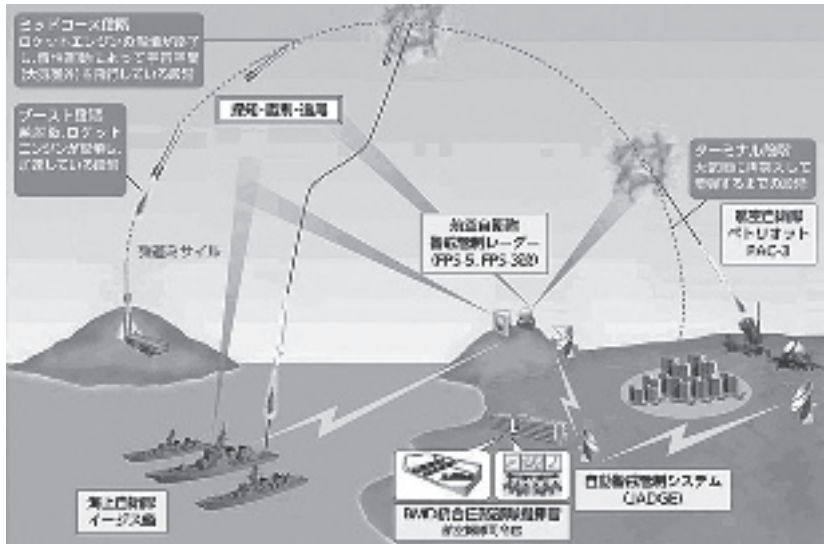 ミッドコース段階
ロケットエンジンの燃焼が終了
し、慣性運動によって宇宙空間
(大気圏外)を飛行している段階
ブースト段階
発射後、ロケット
エンジンが燃焼し、
加速している段階
探知・識別・追尾
弾道ミサイル
航空自衛隊
警戒管制レーダー
(FPS-5、FPS-3改)
ターミナル段階
大気圏に再突入して
着弾するまでの段階
航空自衛隊
ペトリオット
PAC-3
海上自衛隊
イージス艦
BMD統合任務部隊指揮官
航空総隊司令官
自動警戒管制システム
(JADGE)